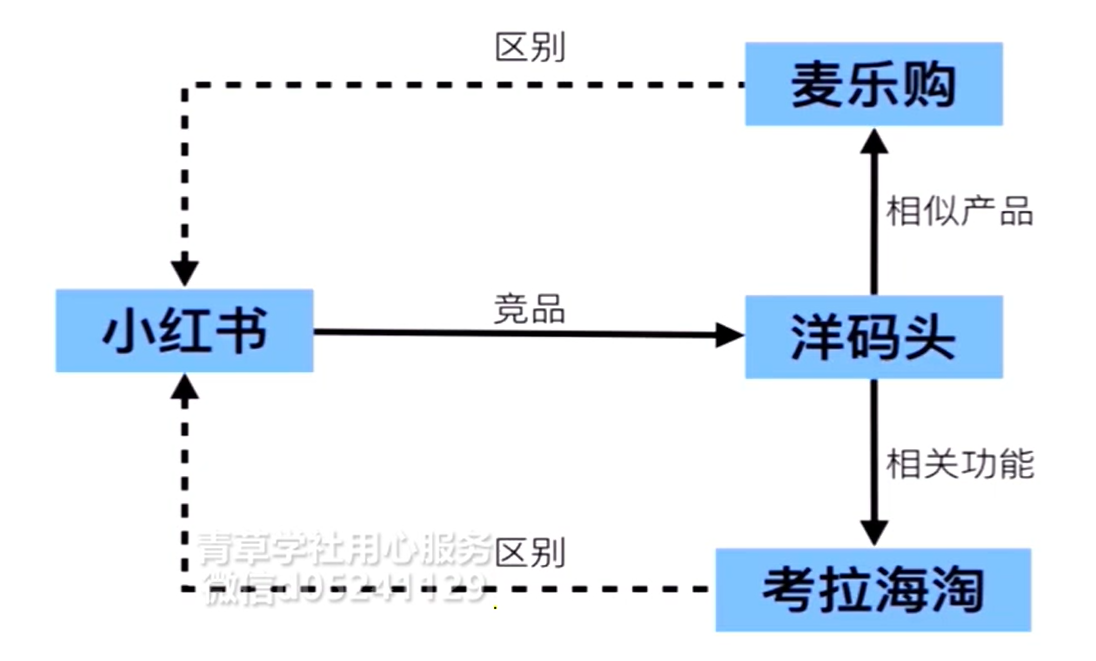 区别
麦乐购
相似产品
小红书
竞品
洋码头
相关功能
青草学社用心服务
区别
微信d05241129
考拉海淘